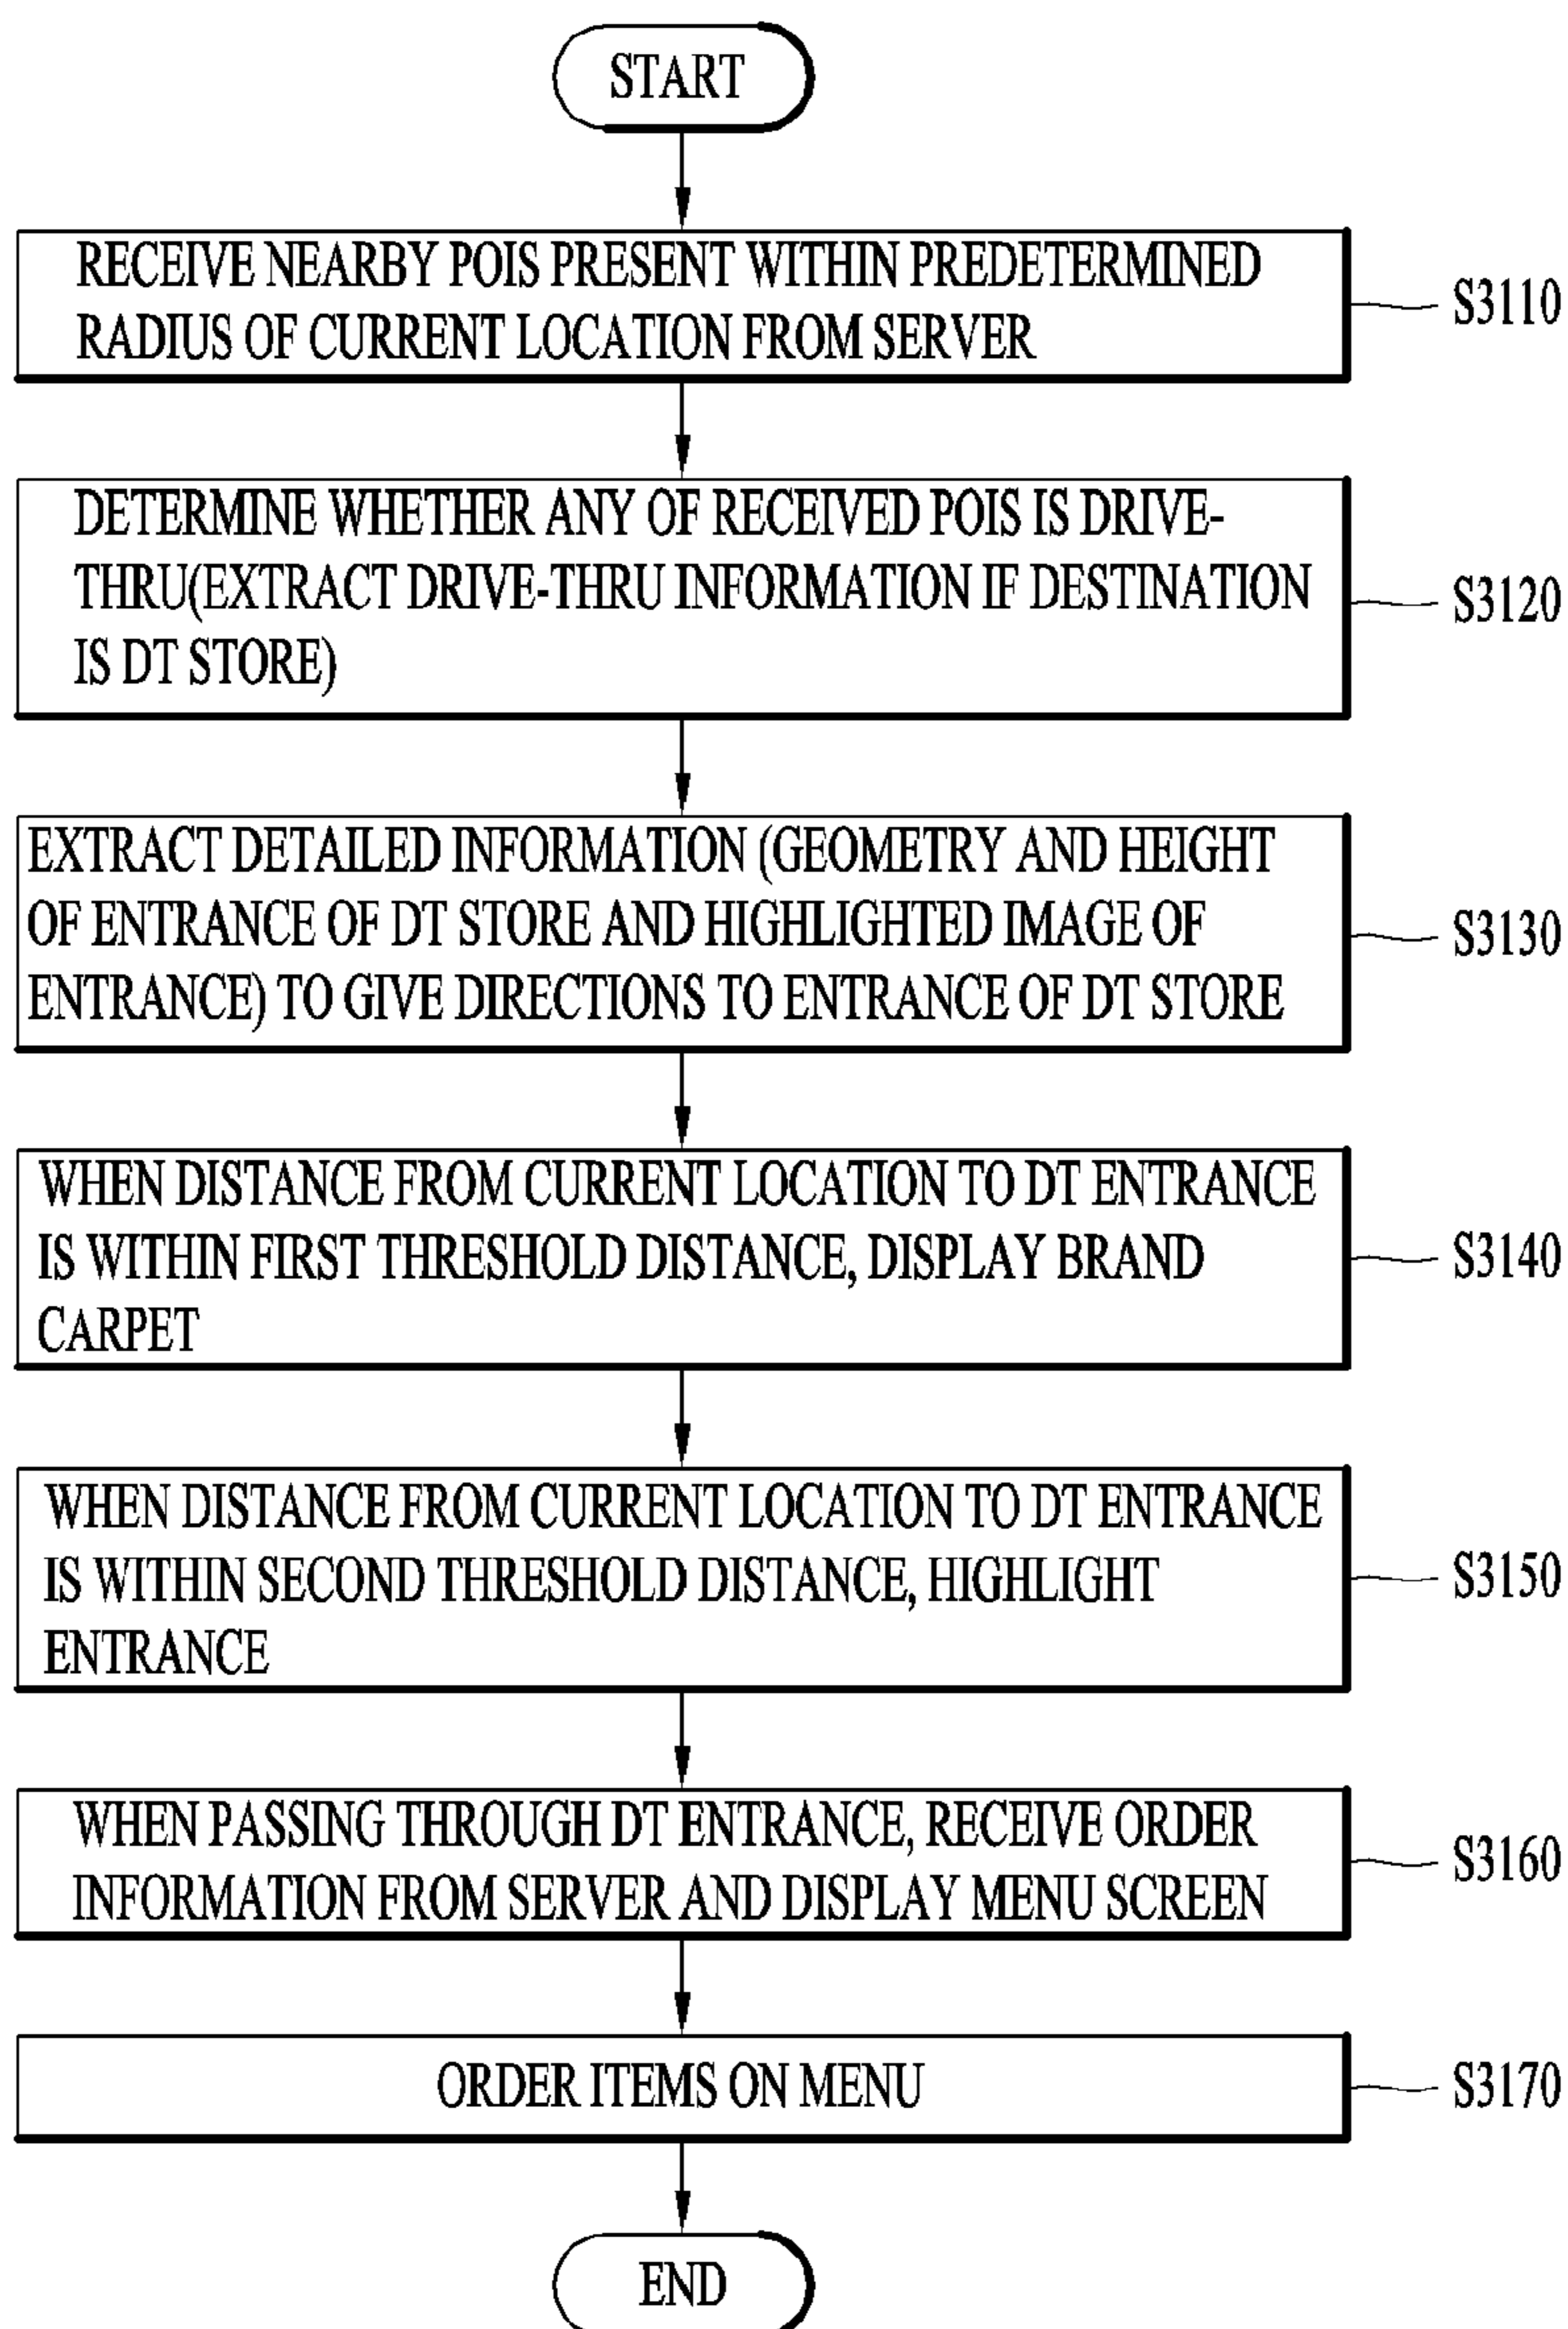 START
RECEIVE NEARBY POIS PRESENT WITHIN PREDETERMINED
RADIUS OF CURRENT LOCATION FROM SERVER
S3110
DETERMINE WHETHER ANY OF RECEIVED POIS IS DRIVE-
THRU(EXTRACT DRIVE-THRU INFORMATION IF DESTINATION
IS DT STORE)
S3120
EXTRACT DETAILED INFORMATION (GEOMETRY AND HEIGHT
OF ENTRANCE OF DT STORE AND HIGHLIGHTED IMAGE OF
ENTRANCE) TO GIVE DIRECTIONS TO ENTRANCE OF DT STORE
S3130
WHEN DISTANCE FROM CURRENT LOCATION TO DT ENTRANCE
IS WITHIN FIRST THRESHOLD DISTANCE, DISPLAY BRAND
CARPET
S3140
WHEN DISTANCE FROM CURRENT LOCATION TO DT ENTRANCE
IS WITHIN SECOND THRESHOLD DISTANCE, HIGHLIGHT
ENTRANCE
S3150
WHEN PASSING THROUGH DT ENTRANCE, RECEIVE ORDER
INFORMATION FROM SERVER AND DISPLAY MENU SCREEN
S3160
ORDER ITEMS ON MENU
S3170
END